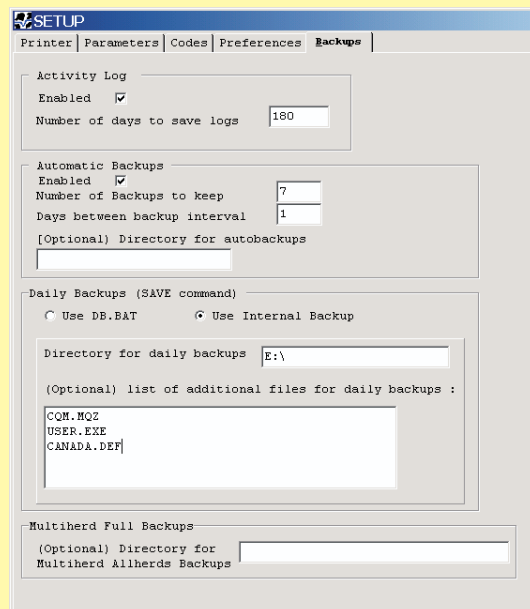 SETUP
Printer Parameters Codes Preferences Backups
Activity Log
Enabled
Number of days to save logs 180
Automatic Backups
Enabled
Number of Backups to keep 7
Days between backup interval 1
[Optional) Directory for autobackups
Daily Backups (SAVE command)
Use DB.BAT Use Internal Backup
Directory for daily backups E:\
(Optional) list of additional files for daily backups :
CQM.MQZ
USER.EXE
CANADA.DEF
Multiherd Full Backups
(Optional) Directory for
Multiherd Allherds Backups